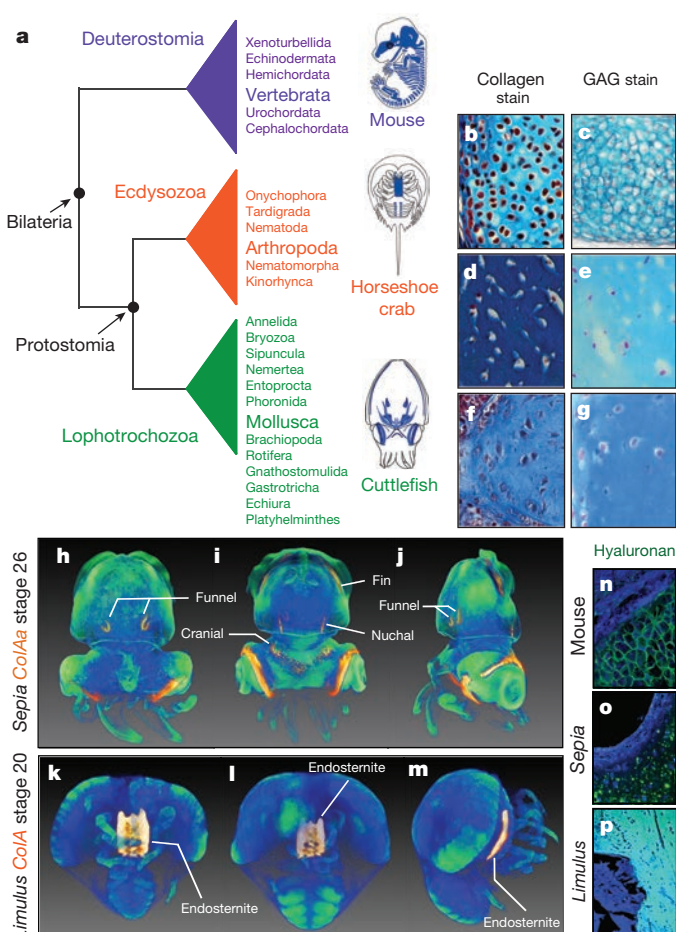 a
Deuterostomia
Xenoturbellida
Echinodermata
Hemichordata
Vertebrata
Urochordata
Cephalochordata
Mouse
Bilateria
Ecdysozoa
Onychophora
Tardigrada
Nematoda
Arthropoda
Nematomorpha
Kinorhynca
Horseshoe
crab
Protostomia
Lophotrochozoa
Annelida
Bryozoa
Sipuncula
Nemertea
Entoprocta
Phoronida
Mollusca
Brachiopoda
Rotifera
Gnathostomulida
Gastrotricha
Echiura
Platyhelminthes
Cuttlefish
Collagen
stain
GAG stain
b
c
d
e
f
g
Sepia ColAa stage 26
h
Funnel
i
Fin
Cranial
Nuchal
j
Funnel
Limulus ColA stage 20
k
Endosternite
l
Endosternite
m
Endosternite
Hyaluronan
Mouse
n
Sepia
o
Limulus
p